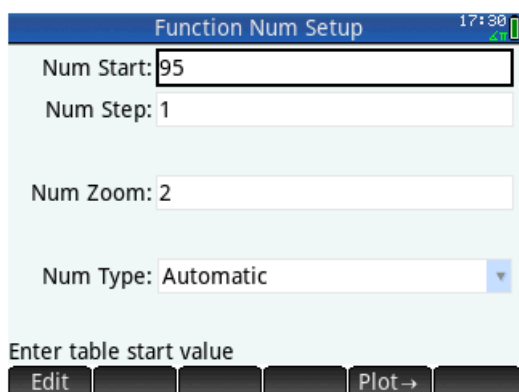 Function Num Setup 17:30
∠π
Num Start: 95
Num Step: 1
Num Zoom: 2
Num Type: Automatic
Enter table start value
Edit Plot→